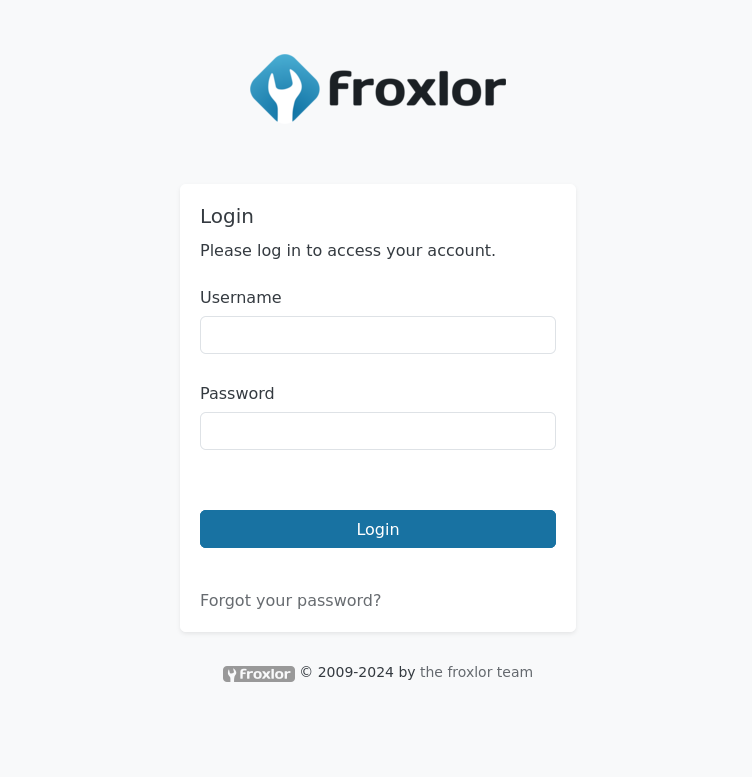 froxlor
Login
Please log in to access your account.
Username
Password
Login
Forgot your password?
froxlor © 2009-2024 by the froxlor team